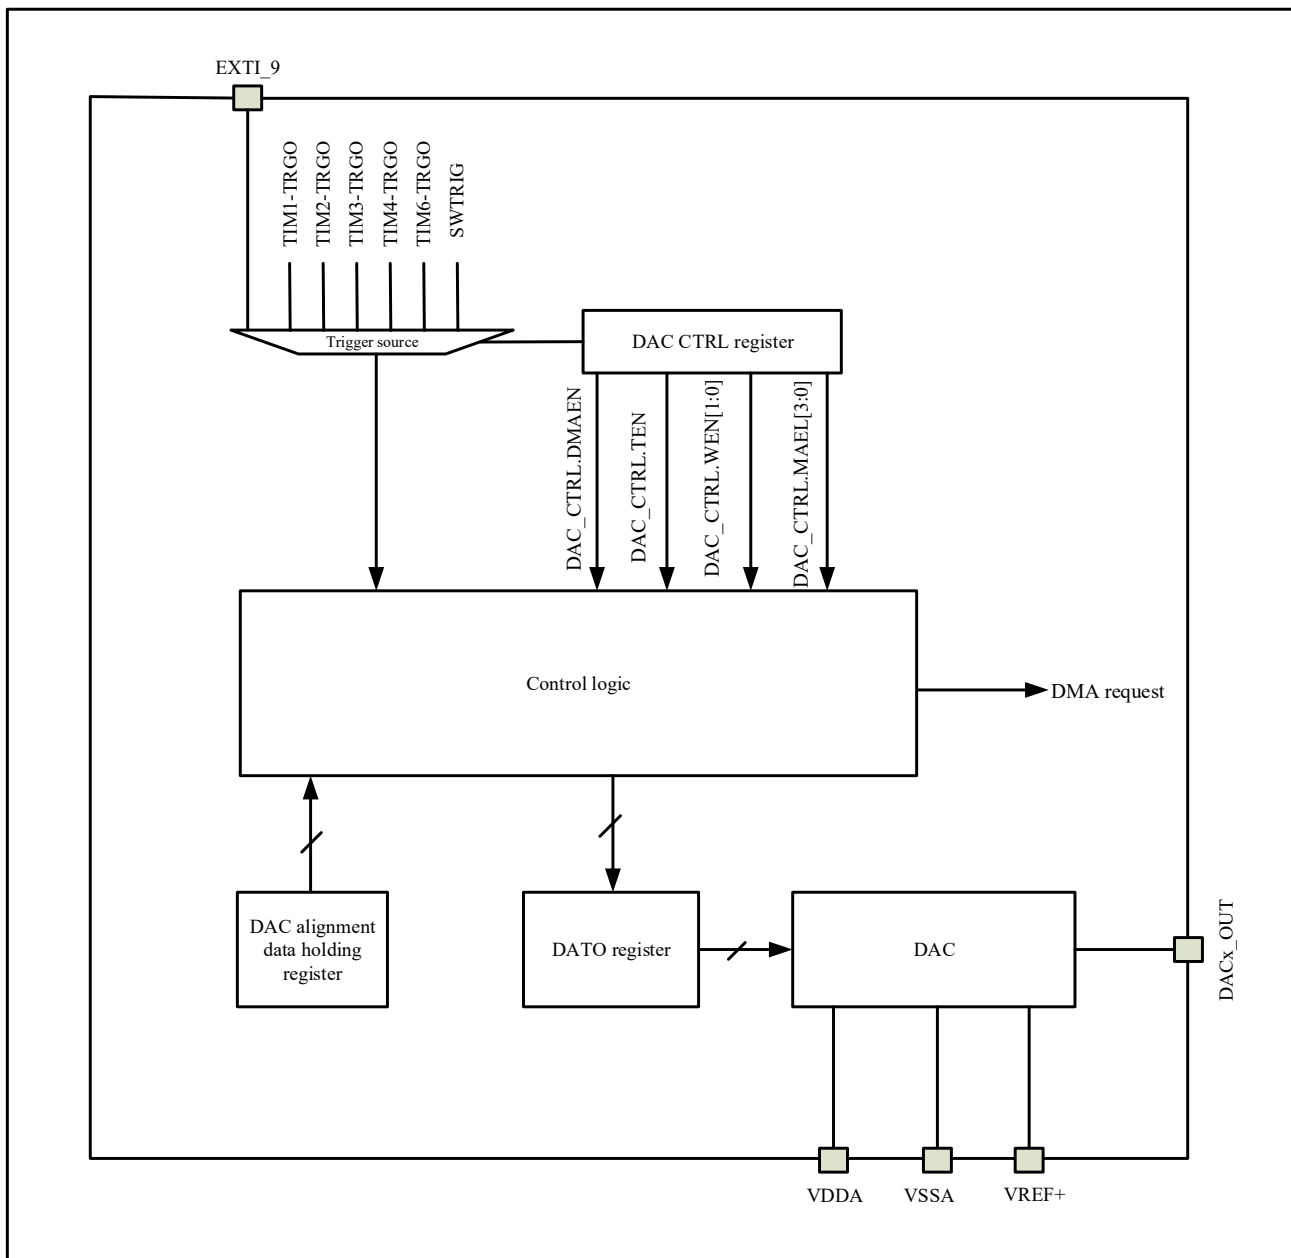 EXTI_9
TIM1-TRGO
TIM2-TRGO
TIM3-TRGO
TIM4-TRGO
TIM6-TRGO
SWTRIG
Trigger source
DAC CTRL register
DAC_CTRL.DMAEN
DAC_CTRL.TEN
DAC_CTRL.WEN[1:0]
DAC_CTRL.MAEL[3:0]
Control logic
DMA request
DAC alignment
data holding
register
DATO register
DAC
DACx_OUT
VDDA
VSSA
VREF+